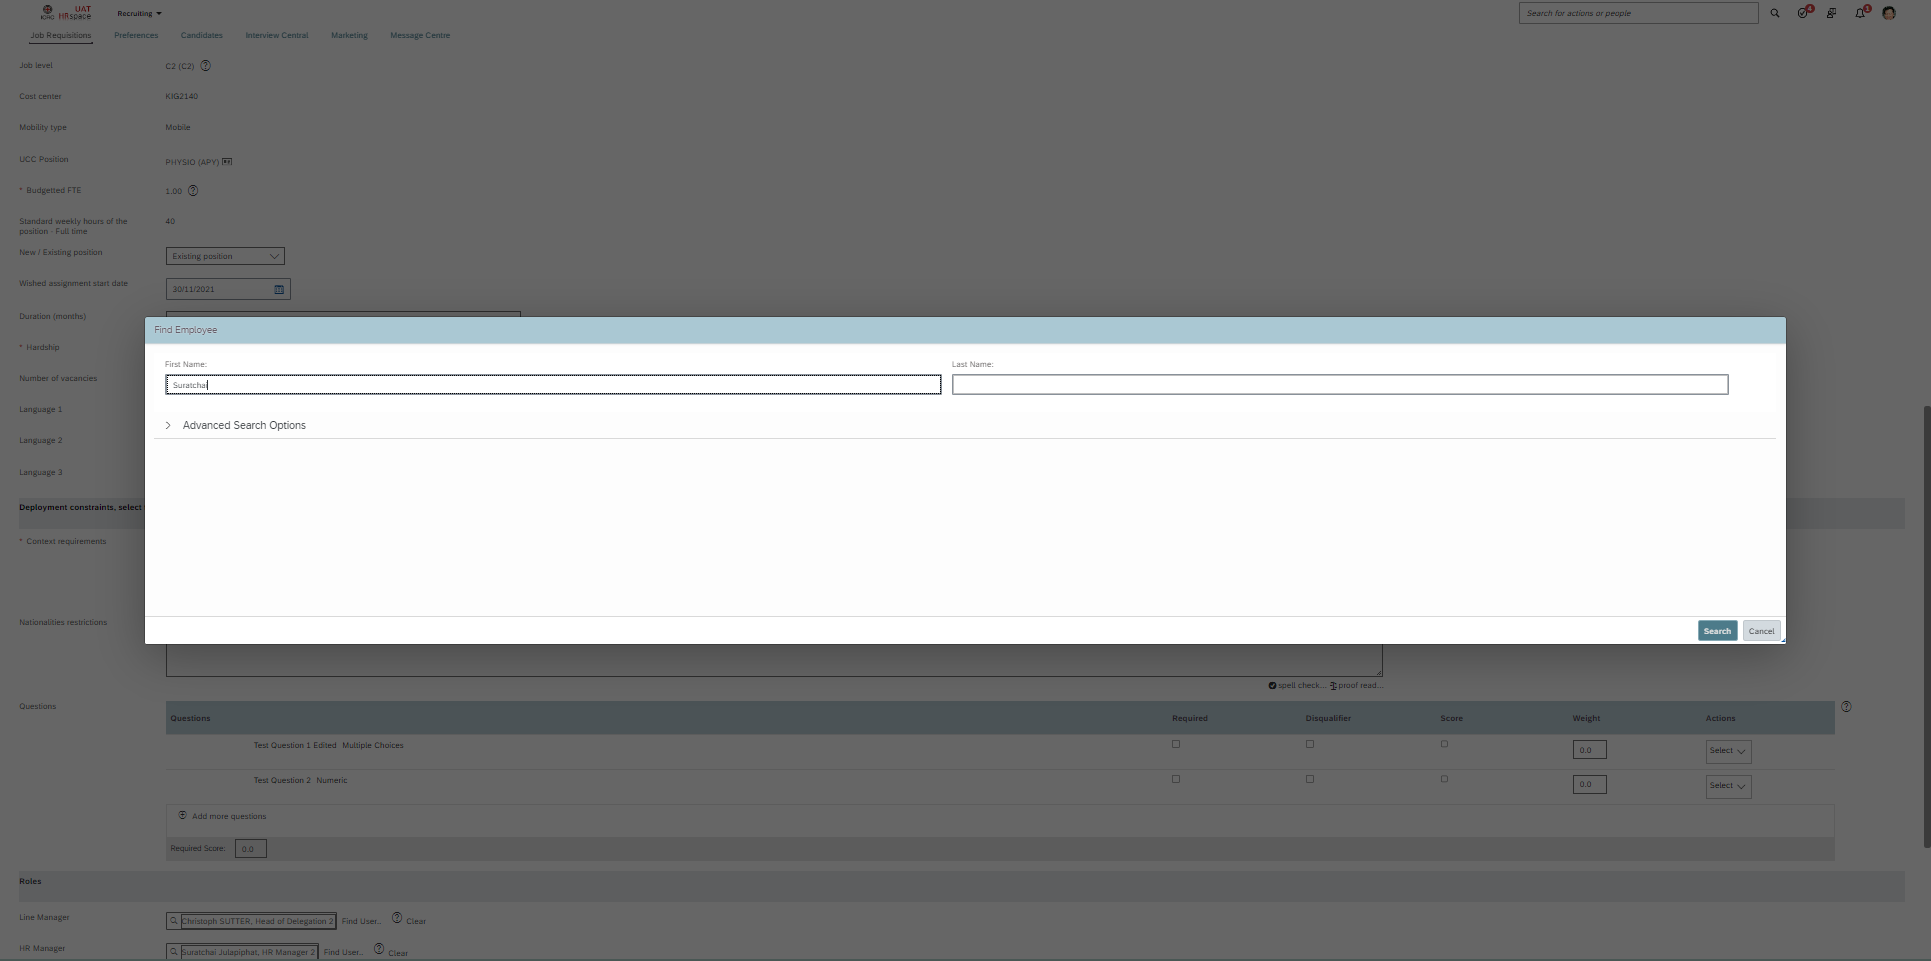 UAT
ICRC HRspace
Recruiting
Search for actions or people
4
1
Job Requisitions
Preferences
Candidates
Interview Central
Marketing
Message Centre
Job level
C2 (C2)
Cost center
KIG2140
Mobility type
Mobile
UCC Position
PHYSIO (APY)
* Budgetted FTE
1.00
Standard weekly hours of the
position - Full time
40
New / Existing position
Existing position
Wished assignment start date
30/11/2021
Duration (months)
Find Employee
* Hardship
First Name:
Last Name:
Number of vacancies
Suratchai
Language 1
Advanced Search Options
Language 2
Language 3
Deployment constraints, select
* Context requirements
Nationalities restrictions
Search
Cancel
spell check...
proof read...
Questions
Questions
Required
Disqualifier
Score
Weight
Actions
Test Question 1 Edited Multiple Choices
0.0
Select
Test Question 2 Numeric
0.0
Select
Add more questions
Required Score:
0.0
Roles
Line Manager
Christoph SUTTER, Head of Delegation 2
Find User...
Clear
HR Manager
Suratchai Julapiphat, HR Manager 2
Find User...
Clear